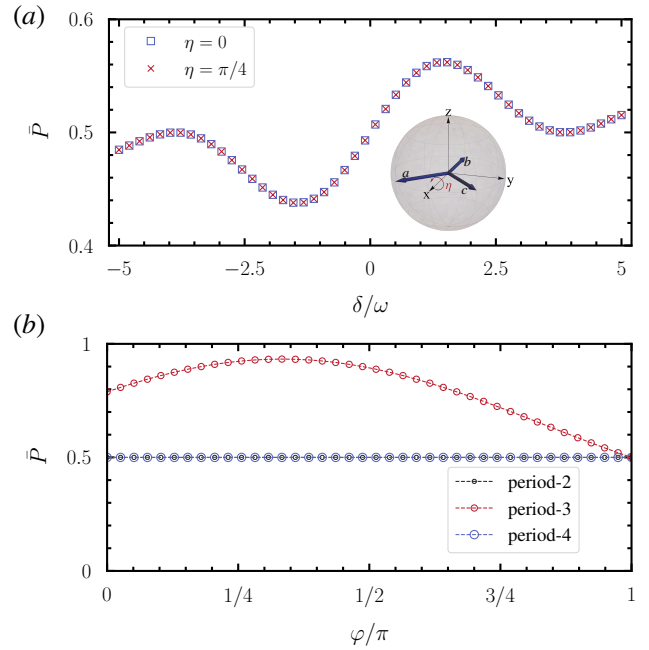 (a)
0.6
η = 0
η = π/4
P̄
0.5
z
a
b
y
c
x
η
0.4
−5
−2.5
0
2.5
5
δ/ω
(b)
1
P̄
0.5
period-2
period-3
period-4
0
0
1/4
1/2
3/4
1
φ/π